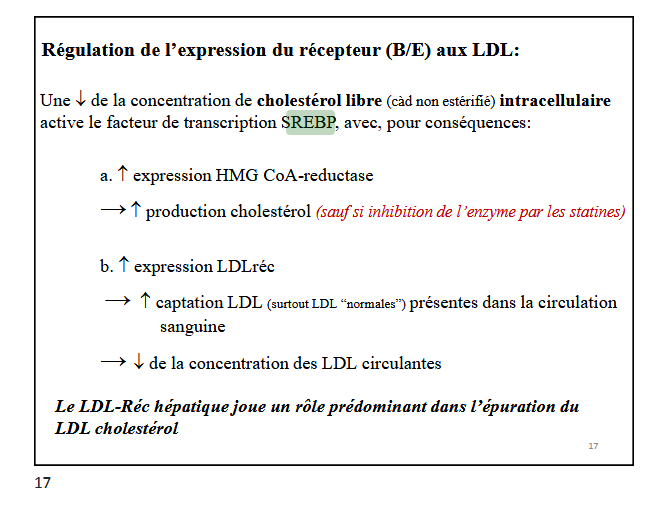 Régulation de l'expression du récepteur (B/E) aux LDL:
Une ↓ de la concentration de cholestérol libre (càd non estérifié) intracellulaire
active le facteur de transcription SREBP, avec, pour conséquences:
a. ↑ expression HMG CoA-reductase
→ ↑ production cholestérol (sauf si inhibition de l'enzyme par les statines)
b. ↑ expression LDLréc
→ ↑ captation LDL (surtout LDL “normales”) présentes dans la circulation
sanguine
→ ↓ de la concentration des LDL circulantes
Le LDL-Réc hépatique joue un rôle prédominant dans l'épuration du
LDL cholestérol
17
17